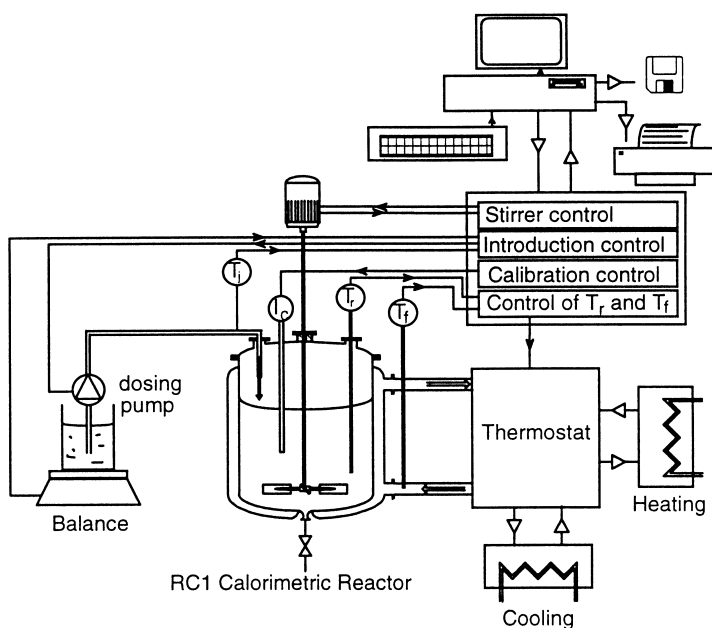 Stirrer control
Introduction control
Calibration control
Control of Tr and Tf
Ti
Ic
Tr
Tf
dosing
pump
Thermostat
Balance
Heating
RC1 Calorimetric Reactor
Cooling